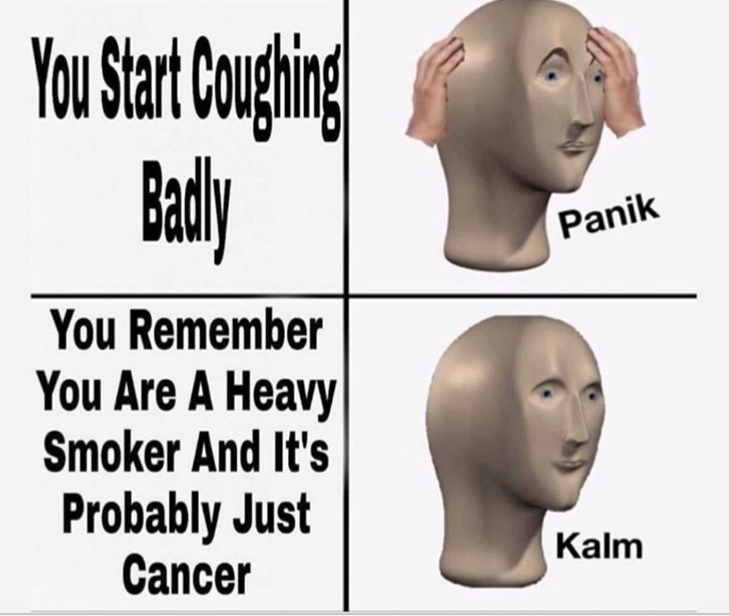 You Start Coughing
Badly
Panik
You Remember
You Are A Heavy
Smoker And It's
Probably Just
Cancer
Kalm